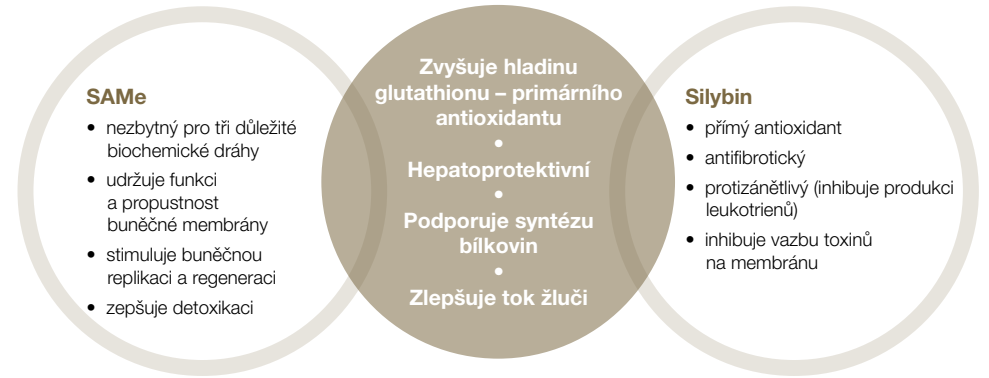 SAMe
• nezbytný pro tři důležité
biochemické dráhy
• udržuje funkci
a propustnost
buněčné membrány
• stimuluje buněčnou
replikaci a regeneraci
• zepšuje detoxikaci
Zvyšuje hladinu
glutathionu – primárního
antioxidantu
•
Hepatoprotektivní
•
Podporuje syntézu
bílkovin
•
Zlepšuje tok žluči
Silybin
• přímý antioxidant
• antifibrotický
• protizánětlivý (inhibuje produkci
leukotrienů)
• inhibuje vazbu toxinů
na membránu